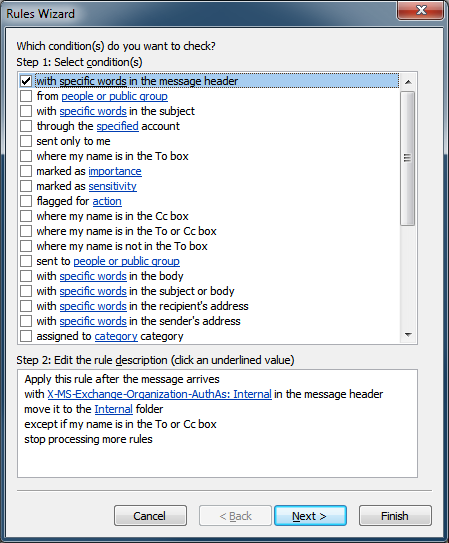 Rules Wizard
Which condition(s) do you want to check?
Step 1: Select condition(s)
with specific words in the message header
from people or public group
with specific words in the subject
through the specified account
sent only to me
where my name is in the To box
marked as importance
marked as sensitivity
flagged for action
where my name is in the Cc box
where my name is in the To or Cc box
where my name is not in the To box
sent to people or public group
with specific words in the body
with specific words in the subject or body
with specific words in the recipient's address
with specific words in the sender's address
assigned to category category
Step 2: Edit the rule description (click an underlined value)
Apply this rule after the message arrives
with X-MS-Exchange-Organization-AuthAs: Internal in the message header
move it to the Internal folder
except if my name is in the To or Cc box
stop processing more rules
Cancel < Back Next > Finish